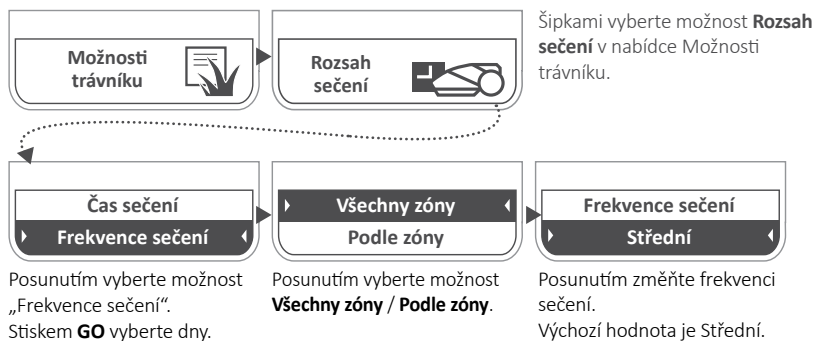 Možnosti
trávníku
Rozsah
sečení
Šipkami vyberte možnost Rozsah
sečení v nabídce Možnosti
trávníku.
Čas sečení
Frekvence sečení
Posunutím vyberte možnost
„Frekvence sečení“.
Stiskem GO vyberte dny.
Všechny zóny
Podle zóny
Posunutím vyberte možnost
Všechny zóny / Podle zóny.
Frekvence sečení
Střední
Posunutím změňte frekvenci
sečení.
Výchozí hodnota je Střední.